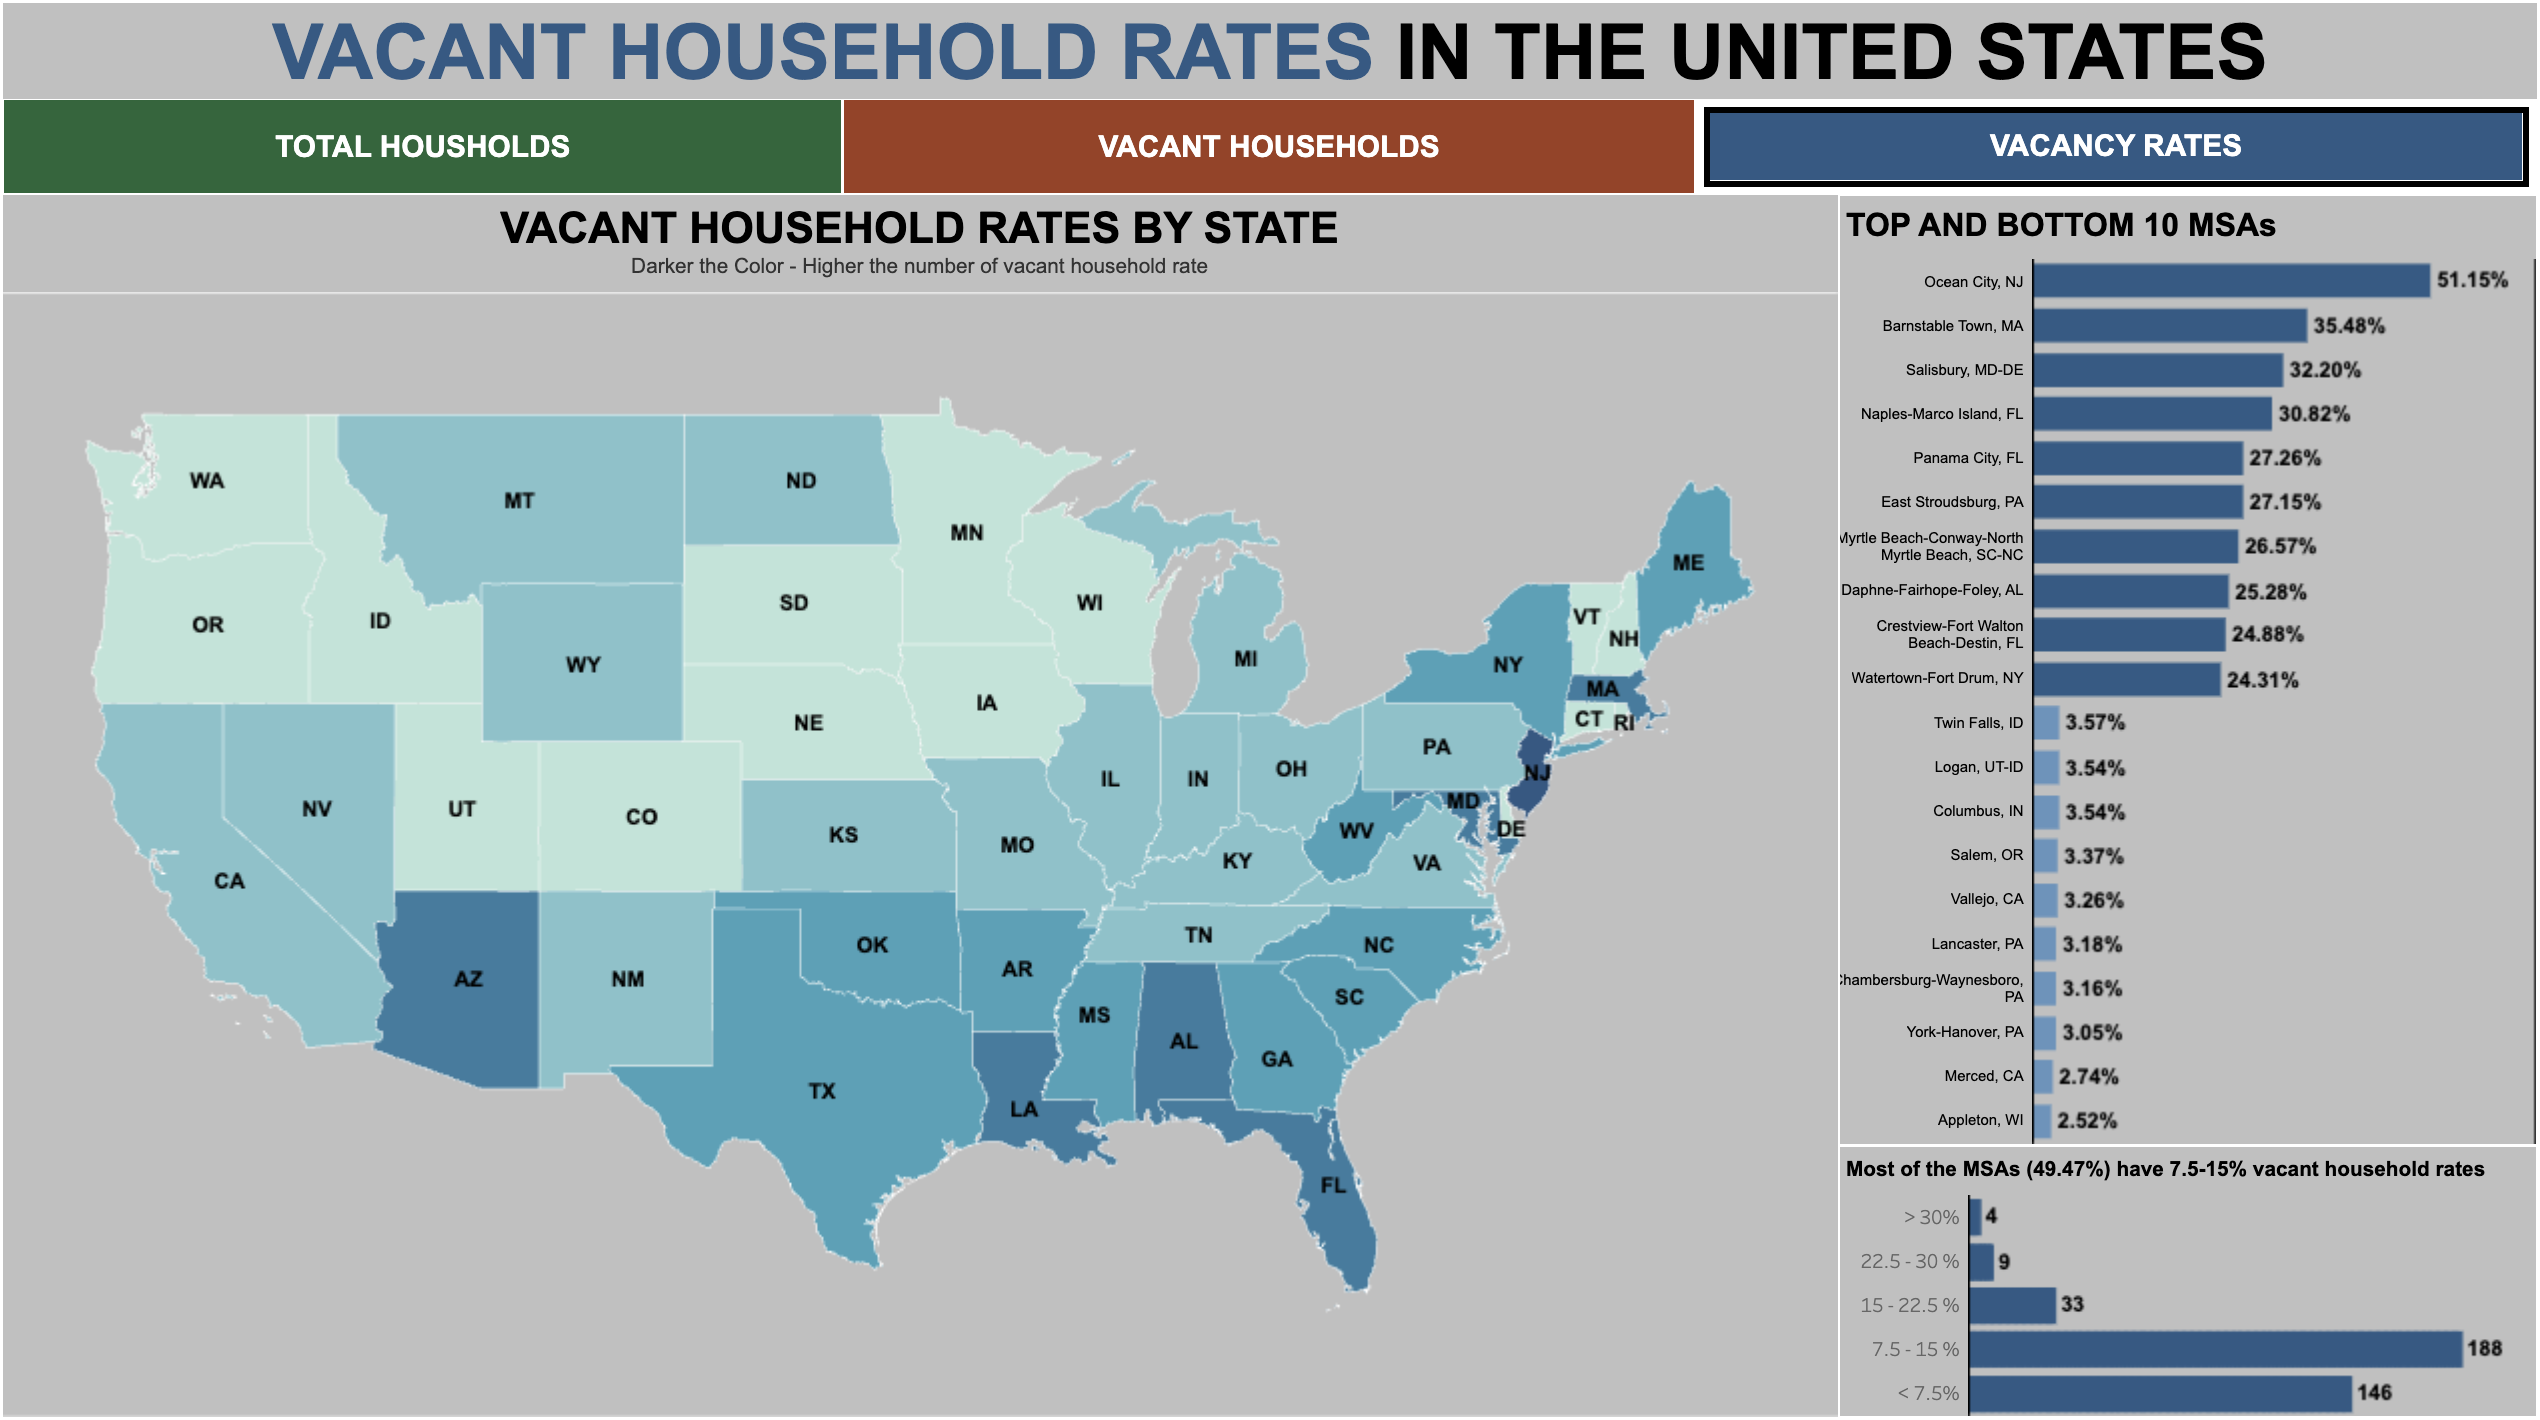 VACANT HOUSEHOLD RATES IN THE UNITED STATES
TOTAL HOUSHOLDS
VACANT HOUSEHOLDS
VACANCY RATES
VACANT HOUSEHOLD RATES BY STATE
Darker the Color - Higher the number of vacant household rate
WA
MT
ND
MN
OR
ID
WY
SD
WI
MI
ME
VT
NH
NY
MA
CT
RI
NE
IA
PA
NJ
NV
UT
CO
KS
MO
IL
IN
OH
MD
DE
WV
VA
KY
CA
AZ
NM
OK
AR
TN
NC
SC
MS
AL
GA
TX
LA
FL
TOP AND BOTTOM 10 MSAs
Ocean City, NJ 51.15%
Barnstable Town, MA 35.48%
Salisbury, MD-DE 32.20%
Naples-Marco Island, FL 30.82%
Panama City, FL 27.26%
East Stroudsburg, PA 27.15%
Myrtle Beach-Conway-North
Myrtle Beach, SC-NC 26.57%
Daphne-Fairhope-Foley, AL 25.28%
Crestview-Fort Walton
Beach-Destin, FL 24.88%
Watertown-Fort Drum, NY 24.31%
Twin Falls, ID 3.57%
Logan, UT-ID 3.54%
Columbus, IN 3.54%
Salem, OR 3.37%
Vallejo, CA 3.26%
Lancaster, PA 3.18%
Chambersburg-Waynesboro,
PA 3.16%
York-Hanover, PA 3.05%
Merced, CA 2.74%
Appleton, WI 2.52%
Most of the MSAs (49.47%) have 7.5-15% vacant household rates
> 30% 4
22.5 - 30 % 9
15 - 22.5 % 33
7.5 - 15 % 188
< 7.5% 146